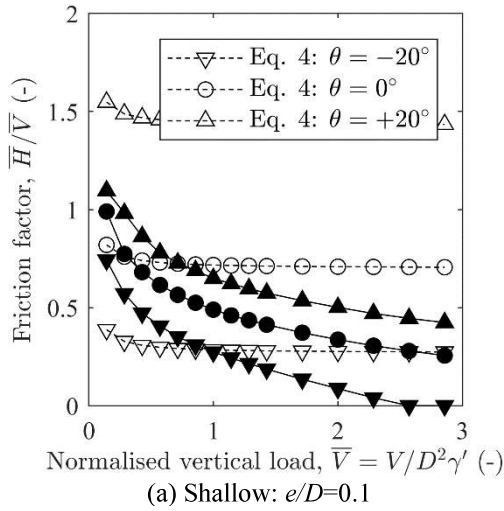 2
1.5
1
0.5
0
0 1 2 3
Friction factor, H̅/V̅ (-)
Eq. 4: θ = −20°
Eq. 4: θ = 0°
Eq. 4: θ = +20°
Normalised vertical load, V̅ = V/D²γ′ (-)
(a) Shallow: e/D=0.1